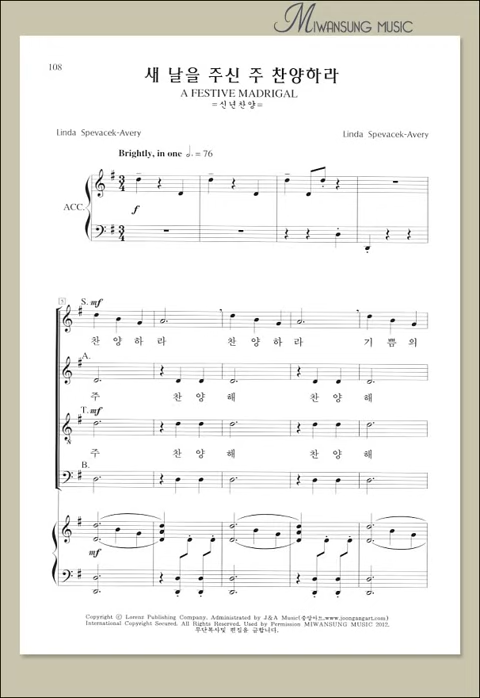 MIWANSUNG MUSIC
108
새 날을 주신 주 찬양하라
A FESTIVE MADRIGAL
=신년찬양=
Linda Spevacek-Avery
Linda Spevacek-Avery
Brightly, in one 𝅗𝅥. = 76
ACC.
f
5
S. mf
찬 양 하 라 찬 양 하 라 기 쁨 의
A.
주 찬 양 해 찬 양 해
T. mf
주 찬 양 해 찬 양 해
B.
mf
Copyright © Lorenz Publishing Company, Administered by J&A Music(중앙아트,www.joongangart.com)
International Copyright Secured. All Rights Reserved. Used by Permission MIWANSUNG MUSIC 2012.
무단복사및 편집을 금합니다.